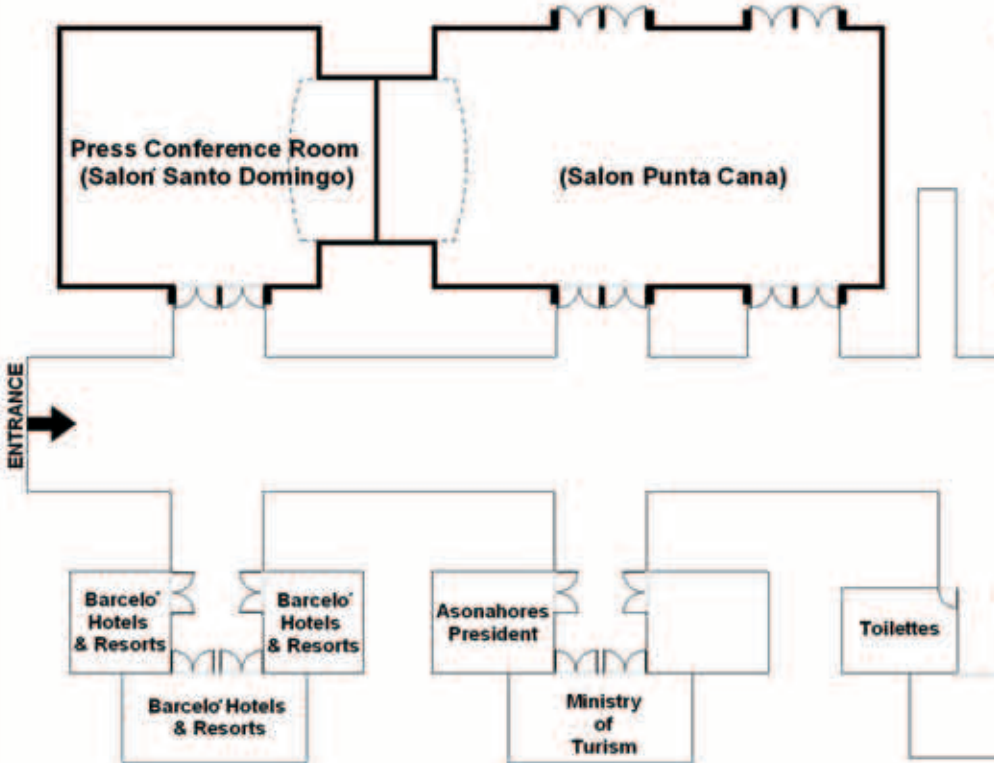 Press Conference Room
(Salon´ Santo Domingo)
(Salon Punta Cana)
ENTRANCE
Barcelo´
Hotels
& Resorts
Barcelo´
Hotels
& Resorts
Asonahores
President
Toilettes
Barcelo´Hotels
& Resorts
Ministry
of
Turism